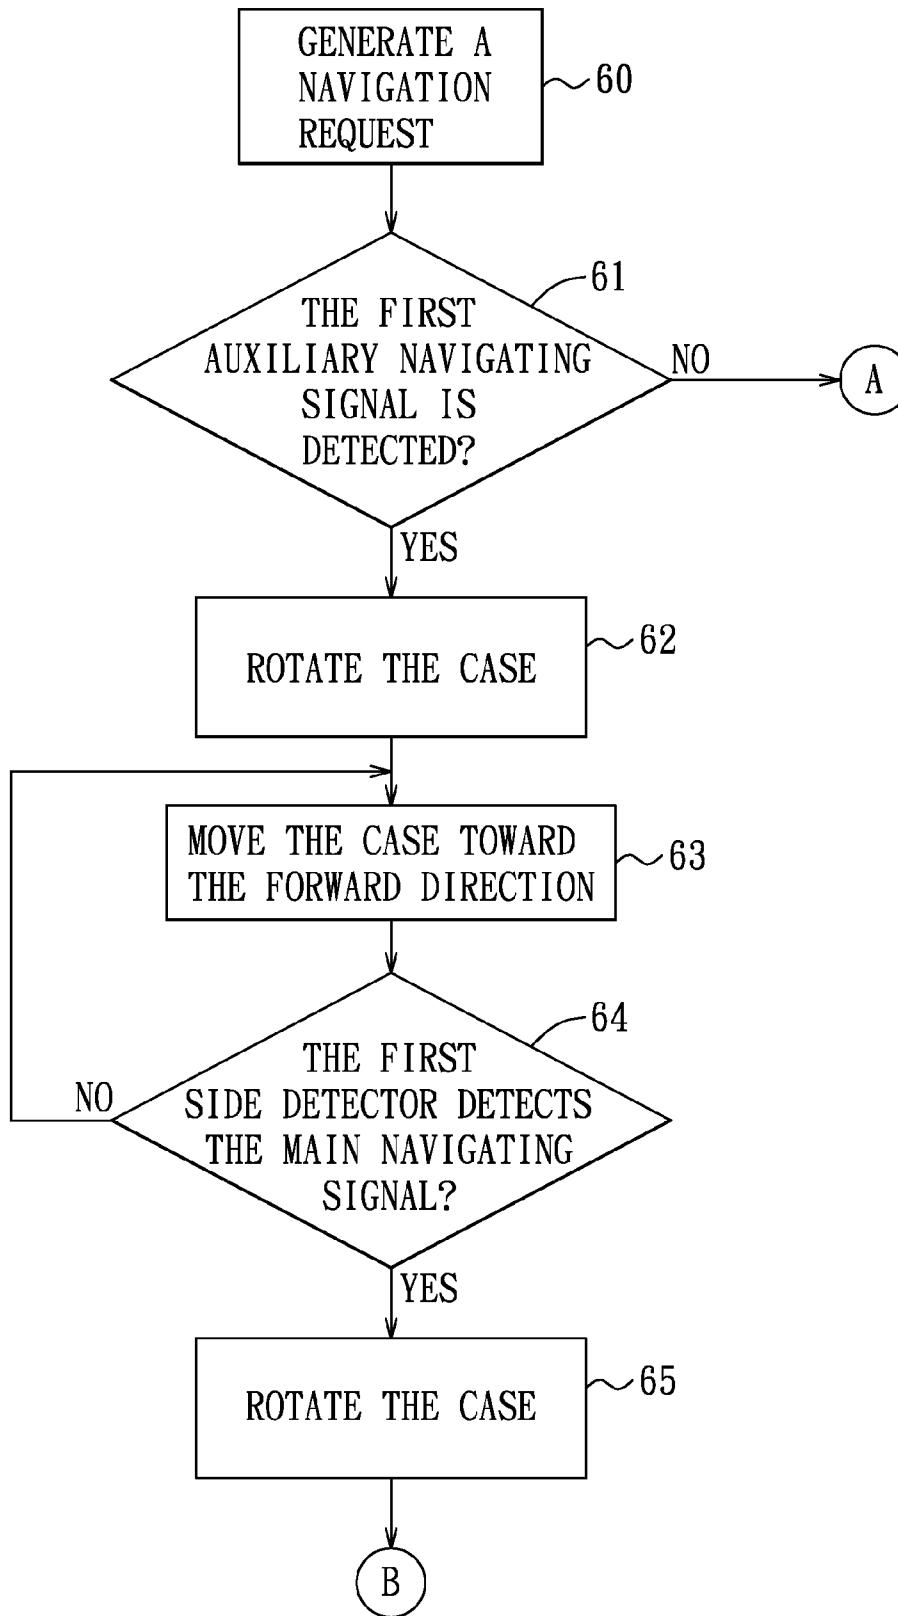 GENERATE A
NAVIGATION
REQUEST
60
61
THE FIRST
AUXILIARY NAVIGATING
SIGNAL IS
DETECTED?
NO
A
YES
ROTATE THE CASE
62
MOVE THE CASE TOWARD
THE FORWARD DIRECTION
63
64
THE FIRST
SIDE DETECTOR DETECTS
THE MAIN NAVIGATING
SIGNAL?
NO
YES
ROTATE THE CASE
65
B